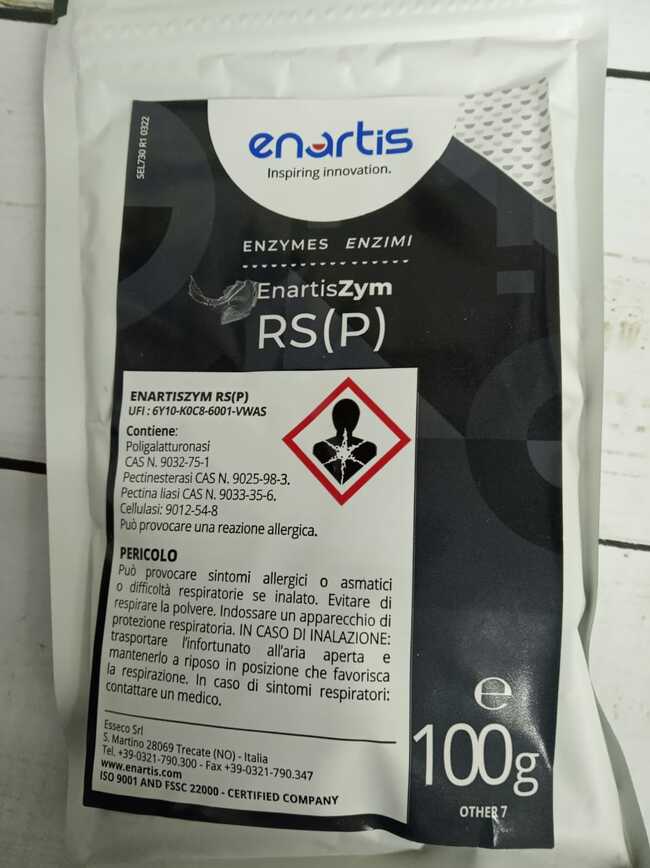 SEL730 R1 0322
enartis
Inspiring innovation.
ENZYMES ENZIMI
EnartisZym
RS(P)
ENARTISZYM RS(P)
UFI : 6Y10-K0C8-6001-VWAS
Contiene:
Poligalatturonasi
CAS N. 9032-75-1
Pectinesterasi CAS N. 9025-98-3.
Pectina liasi CAS N. 9033-35-6.
Cellulasi: 9012-54-8
Può provocare una reazione allergica.
PERICOLO
Può provocare sintomi allergici o asmatici
o difficoltà respiratorie se inalato. Evitare di
respirare la polvere. Indossare un apparecchio di
protezione respiratoria. IN CASO DI INALAZIONE:
trasportare l'infortunato all'aria aperta e
mantenerlo a riposo in posizione che favorisca
la respirazione. In caso di sintomi respiratori:
contattare un medico.
Esseco Srl
S. Martino 28069 Trecate (NO) - Italia
Tel. +39-0321-790.300 - Fax +39-0321-790.347
www.enartis.com
ISO 9001 AND FSSC 22000 - CERTIFIED COMPANY
℮
100g
OTHER 7